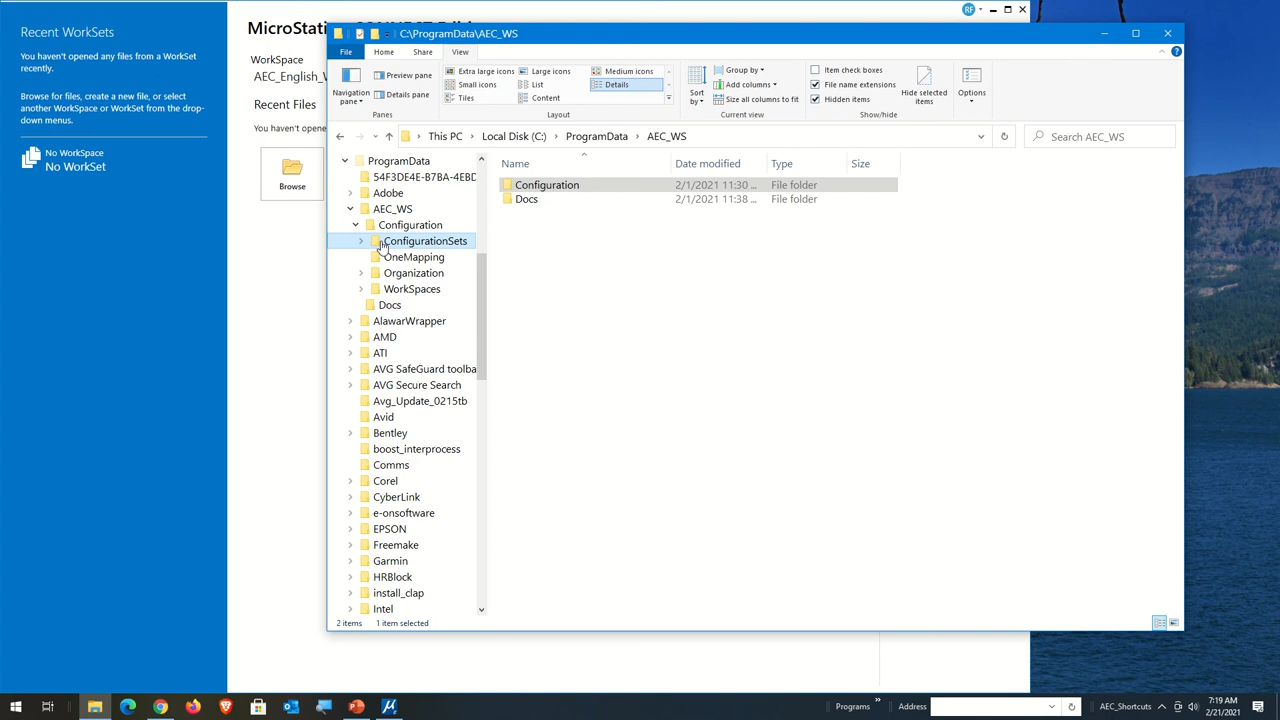 Recent WorkSets
You haven't opened any files from a WorkSet
recently.
Browse for files, create a new file, or select
another WorkSpace or WorkSet from the drop-
down menus.
No WorkSpace
No WorkSet
WorkSpace
Recent Files
Browse
RF
C:\ProgramData\AEC_WS
File
Home
Share
View
Navigation
pane
Preview pane
Details pane
Panes
Extra large icons
Large icons
Medium icons
Small icons
List
Details
Tiles
Content
Layout
Sort
by
Group by
Add columns
Size all columns to fit
Current view
Item check boxes
File name extensions
Hidden items
Hide selected
items
Show/hide
Options
This PC
Local Disk (C:)
ProgramData
AEC_WS
Search AEC_WS
ProgramData
54F3DE4E-B7BA-4EBD
Adobe
AEC_WS
Configuration
ConfigurationSets
OneMapping
Organization
WorkSpaces
Docs
AlawarWrapper
AMD
ATI
AVG SafeGuard toolba
AVG Secure Search
Avg_Update_0215tb
Avid
Bentley
boost_interprocess
Comms
Corel
CyberLink
e-onsoftware
EPSON
Freemake
Garmin
HRBlock
install_clap
Intel
Name
Date modified
Type
Size
Configuration
2/1/2021 11:30 ...
File folder
Docs
2/1/2021 11:38 ...
File folder
2 items
1 item selected
Programs
Address
AEC_Shortcuts
7:19 AM
2/21/2021